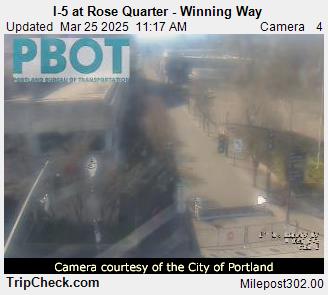 I-5 at Rose Quarter - Winning Way
Updated Mar 25 2025 11:17 AM Camera 4
PBOT
PORTLAND BUREAU OF TRANSPORTATION
Camera courtesy of the City of Portland
TripCheck.com Milepost302.00